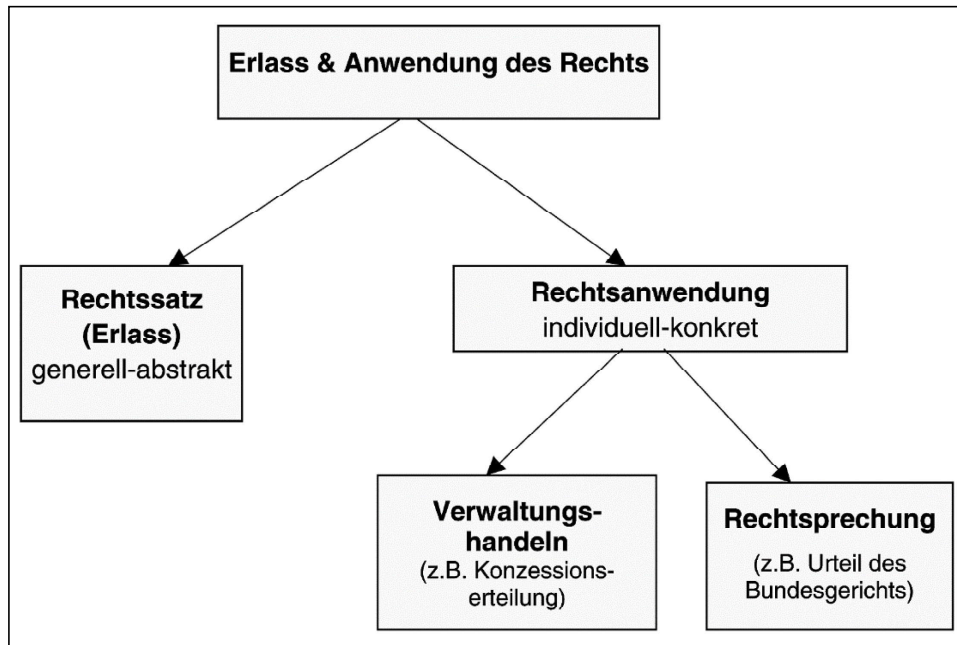 Erlass & Anwendung des Rechts
Rechtssatz
(Erlass)
generell-abstrakt
Rechtsanwendung
individuell-konkret
Verwaltungs-
handeln
(z.B. Konzessions-
erteilung)
Rechtsprechung
(z.B. Urteil des
Bundesgerichts)